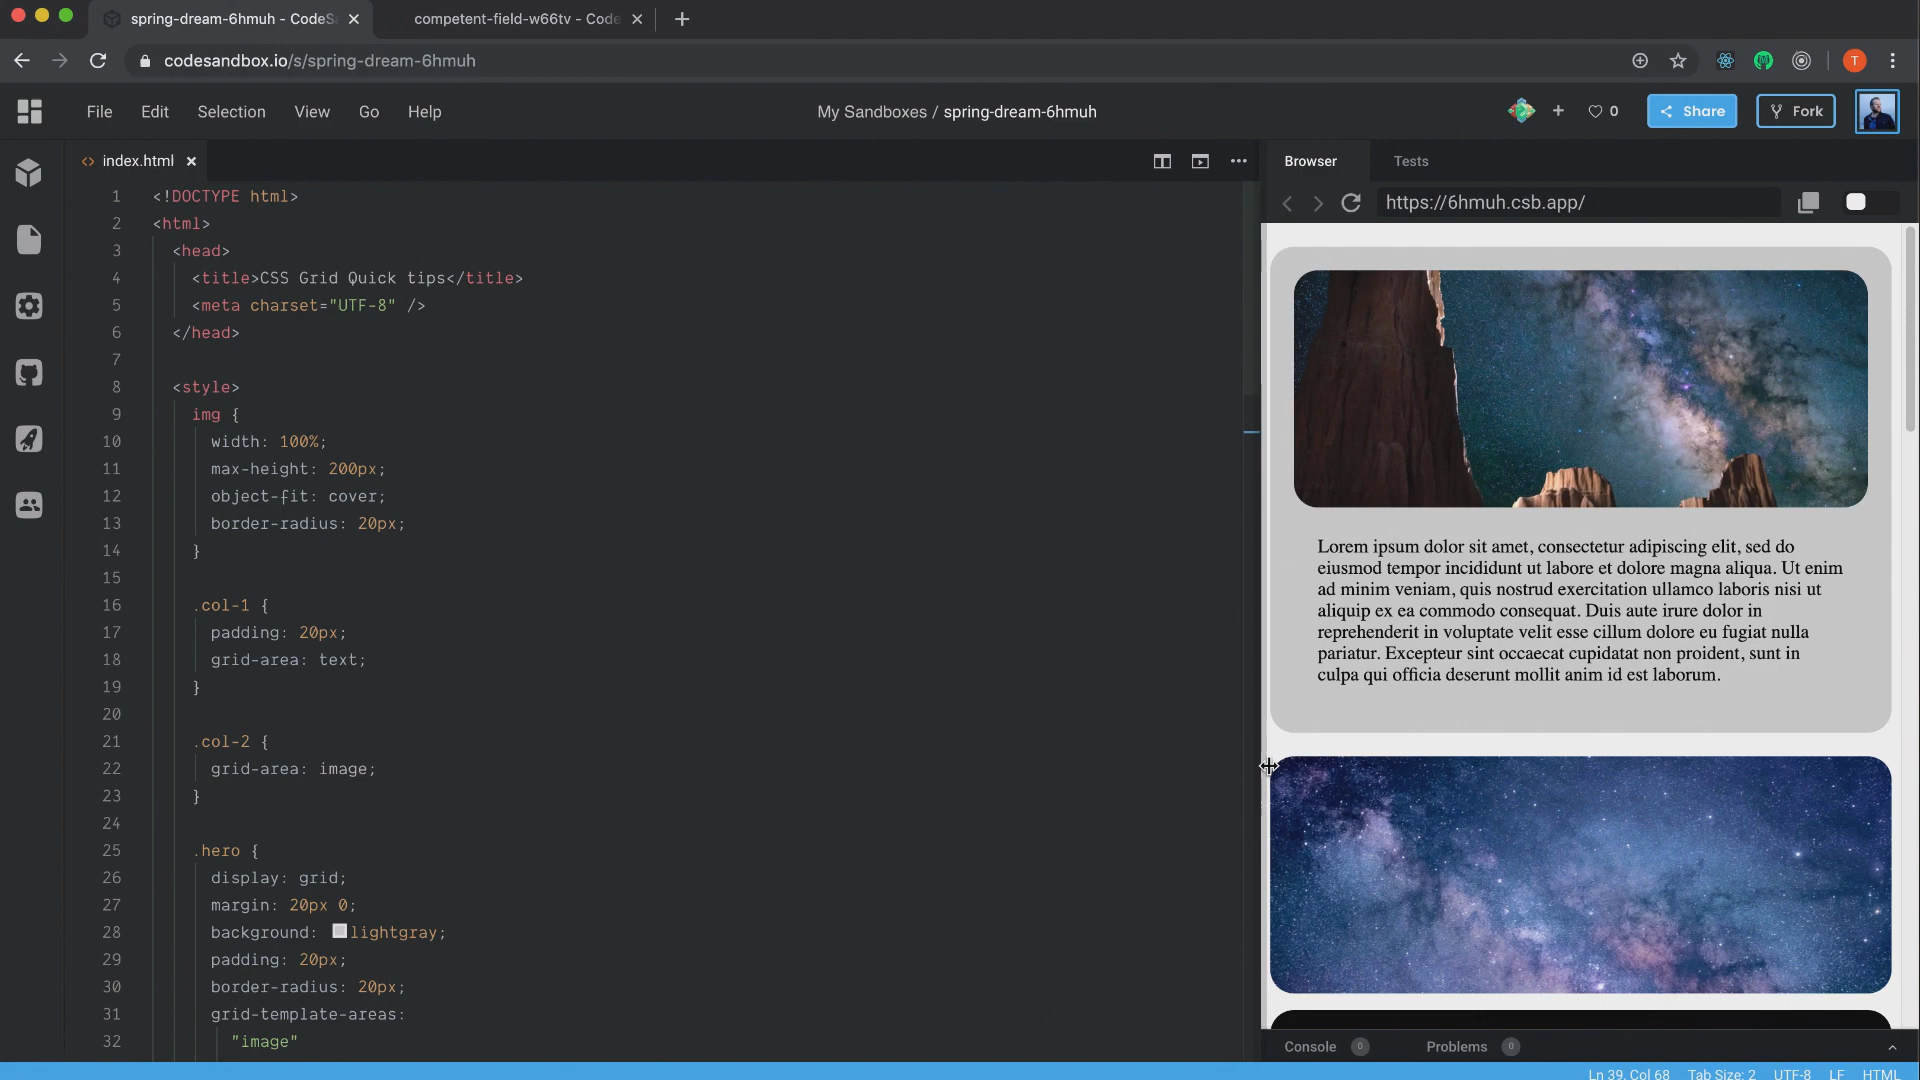 spring-dream-6hmuh - CodeSa
competent-field-w66tv - Code
codesandbox.io/s/spring-dream-6hmuh
T
File Edit Selection View Go Help
My Sandboxes / spring-dream-6hmuh
0
Share
Fork
index.html
Browser
Tests
https://6hmuh.csb.app/
1 <!DOCTYPE html>
2 <html>
3 <head>
4 <title>CSS Grid Quick tips</title>
5 <meta charset="UTF-8" />
6 </head>
7
8 <style>
9 img {
10 width: 100%;
11 max-height: 200px;
12 object-fit: cover;
13 border-radius: 20px;
14 }
15
16 .col-1 {
17 padding: 20px;
18 grid-area: text;
19 }
20
21 .col-2 {
22 grid-area: image;
23 }
24
25 .hero {
26 display: grid;
27 margin: 20px 0;
28 background: lightgray;
29 padding: 20px;
30 border-radius: 20px;
31 grid-template-areas:
32 "image"
Lorem ipsum dolor sit amet, consectetur adipiscing elit, sed do
eiusmod tempor incididunt ut labore et dolore magna aliqua. Ut enim
ad minim veniam, quis nostrud exercitation ullamco laboris nisi ut
aliquip ex ea commodo consequat. Duis aute irure dolor in
reprehenderit in voluptate velit esse cillum dolore eu fugiat nulla
pariatur. Excepteur sint occaecat cupidatat non proident, sunt in
culpa qui officia deserunt mollit anim id est laborum.
Console 0 Problems 0
Ln 39, Col 68 Tab Size: 2 UTF-8 LF HTML